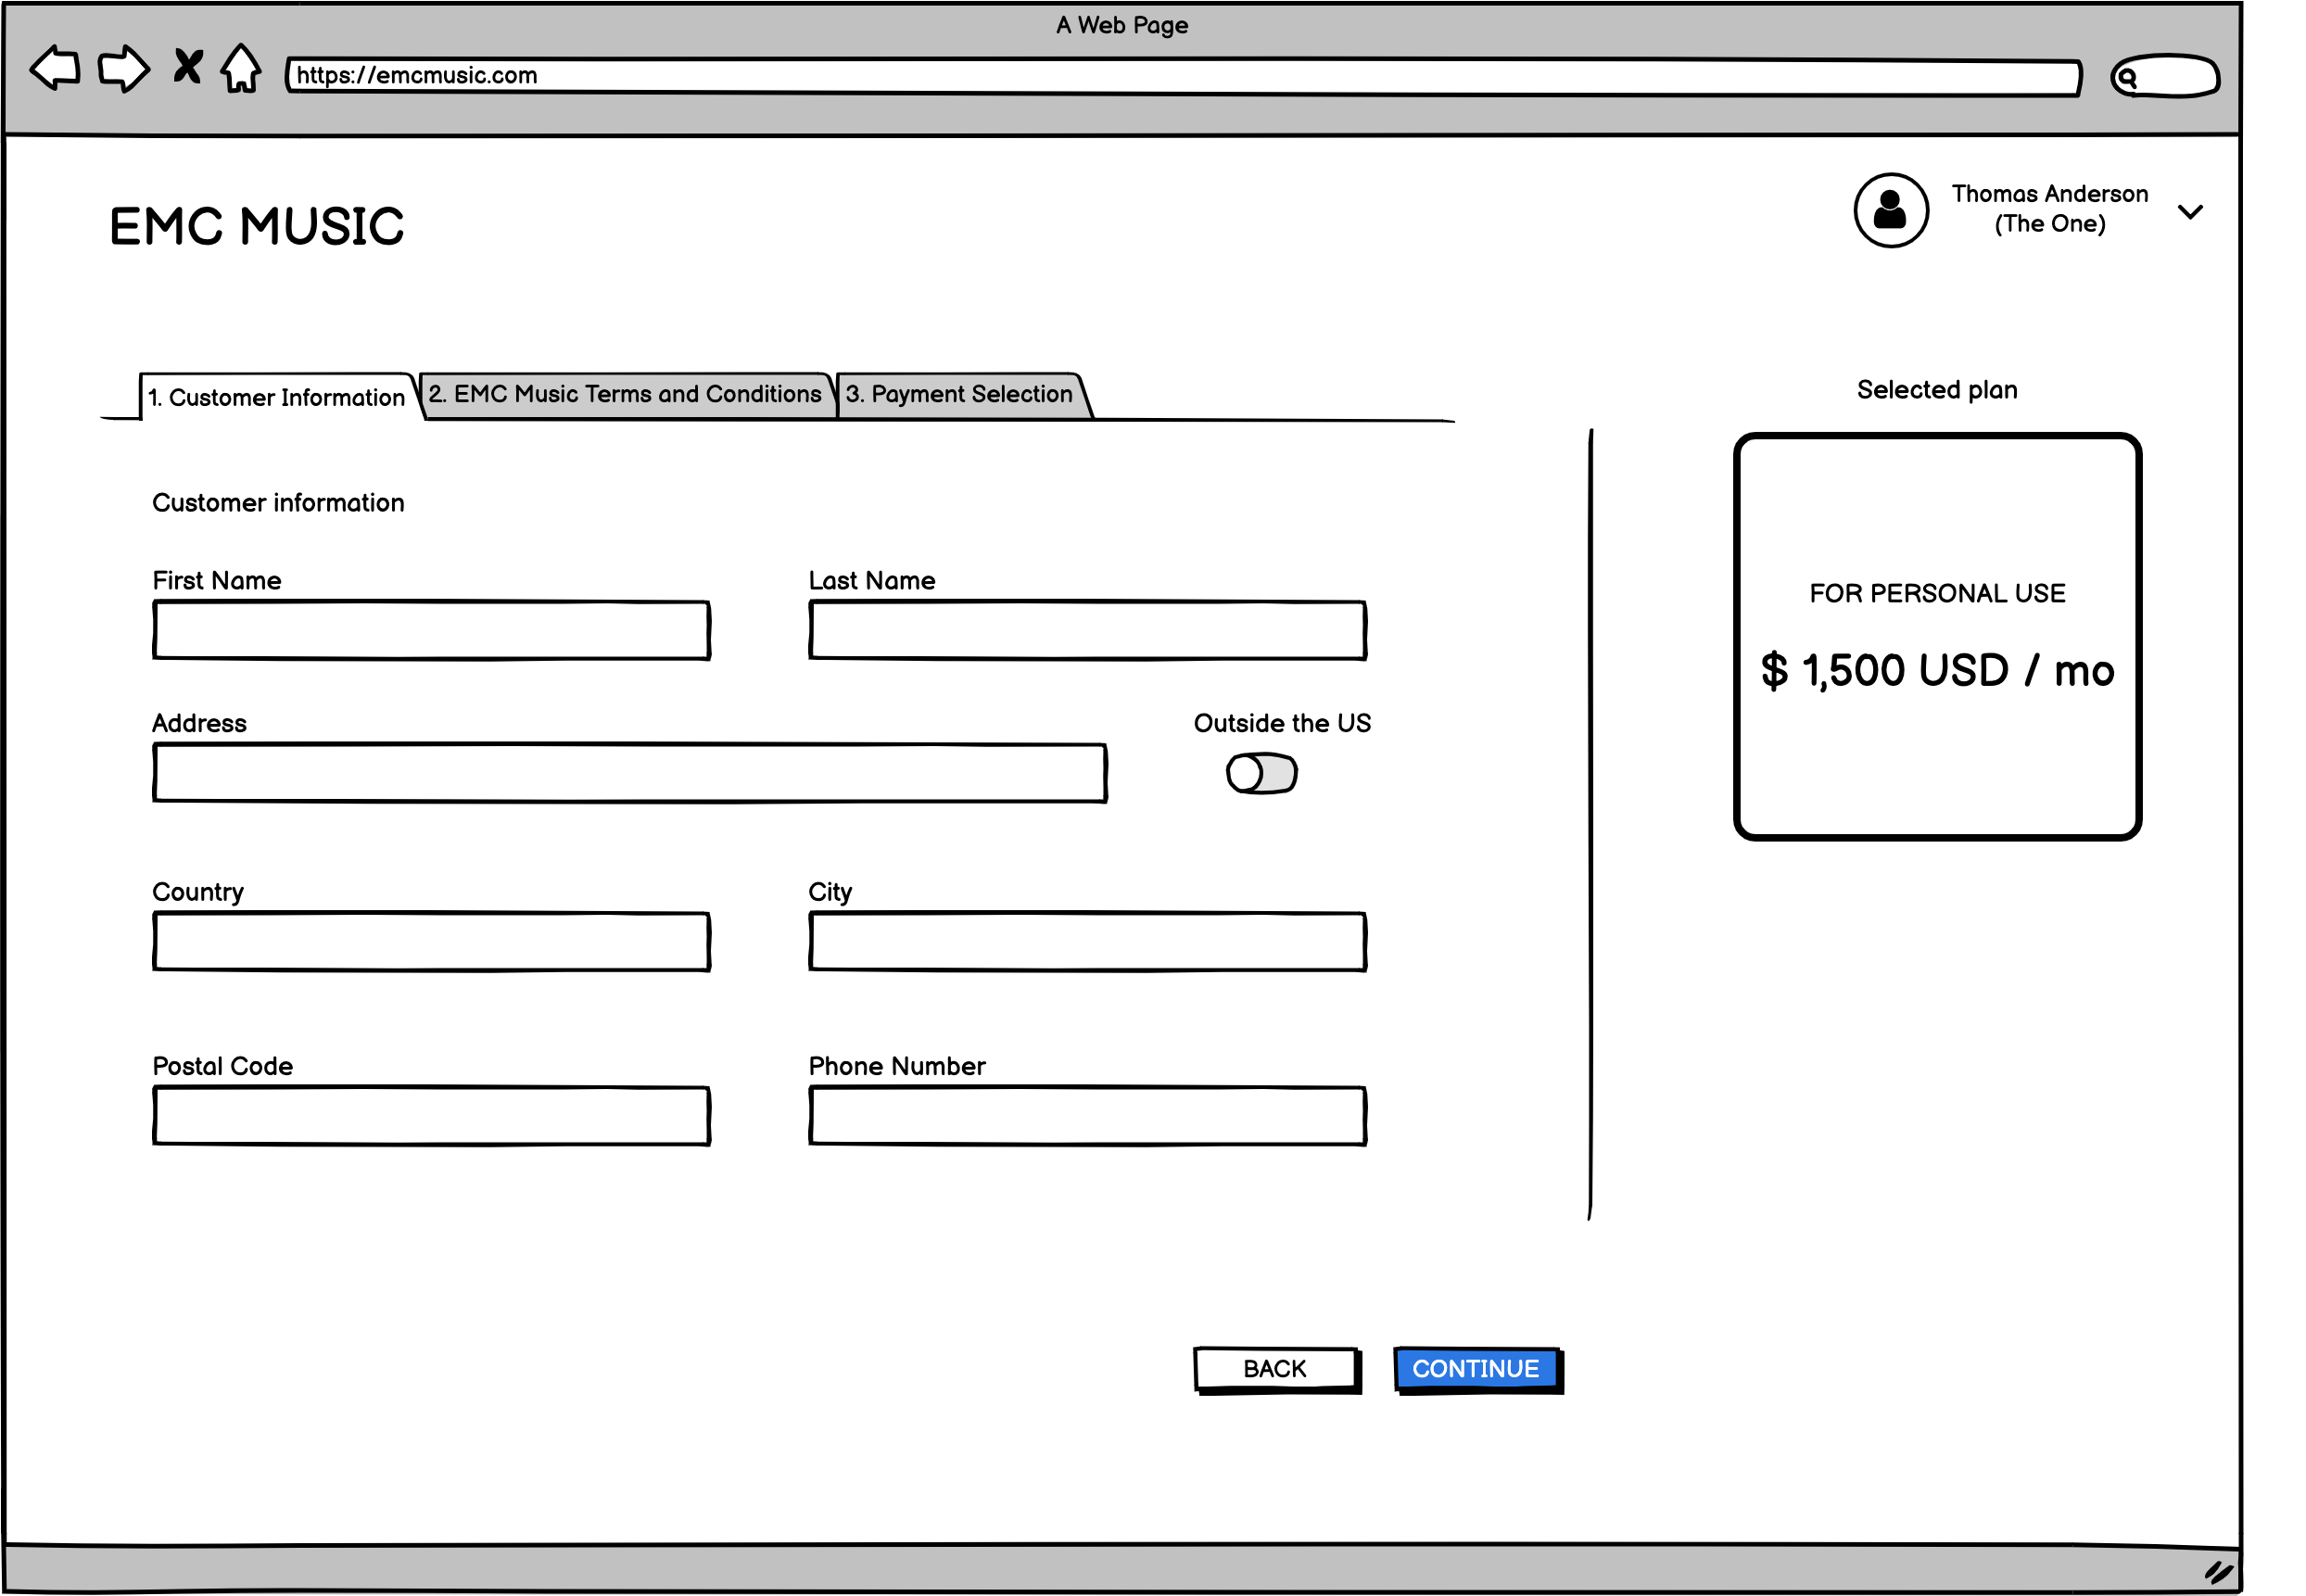 A Web Page
https://emcmusic.com
EMC MUSIC
Thomas Anderson
(The One)
1. Customer Information
2. EMC Music Terms and Conditions
3. Payment Selection
Customer information
First Name
Last Name
Address
Outside the US
Country
City
Postal Code
Phone Number
BACK
CONTINUE
Selected plan
FOR PERSONAL USE
$ 1,500 USD / mo